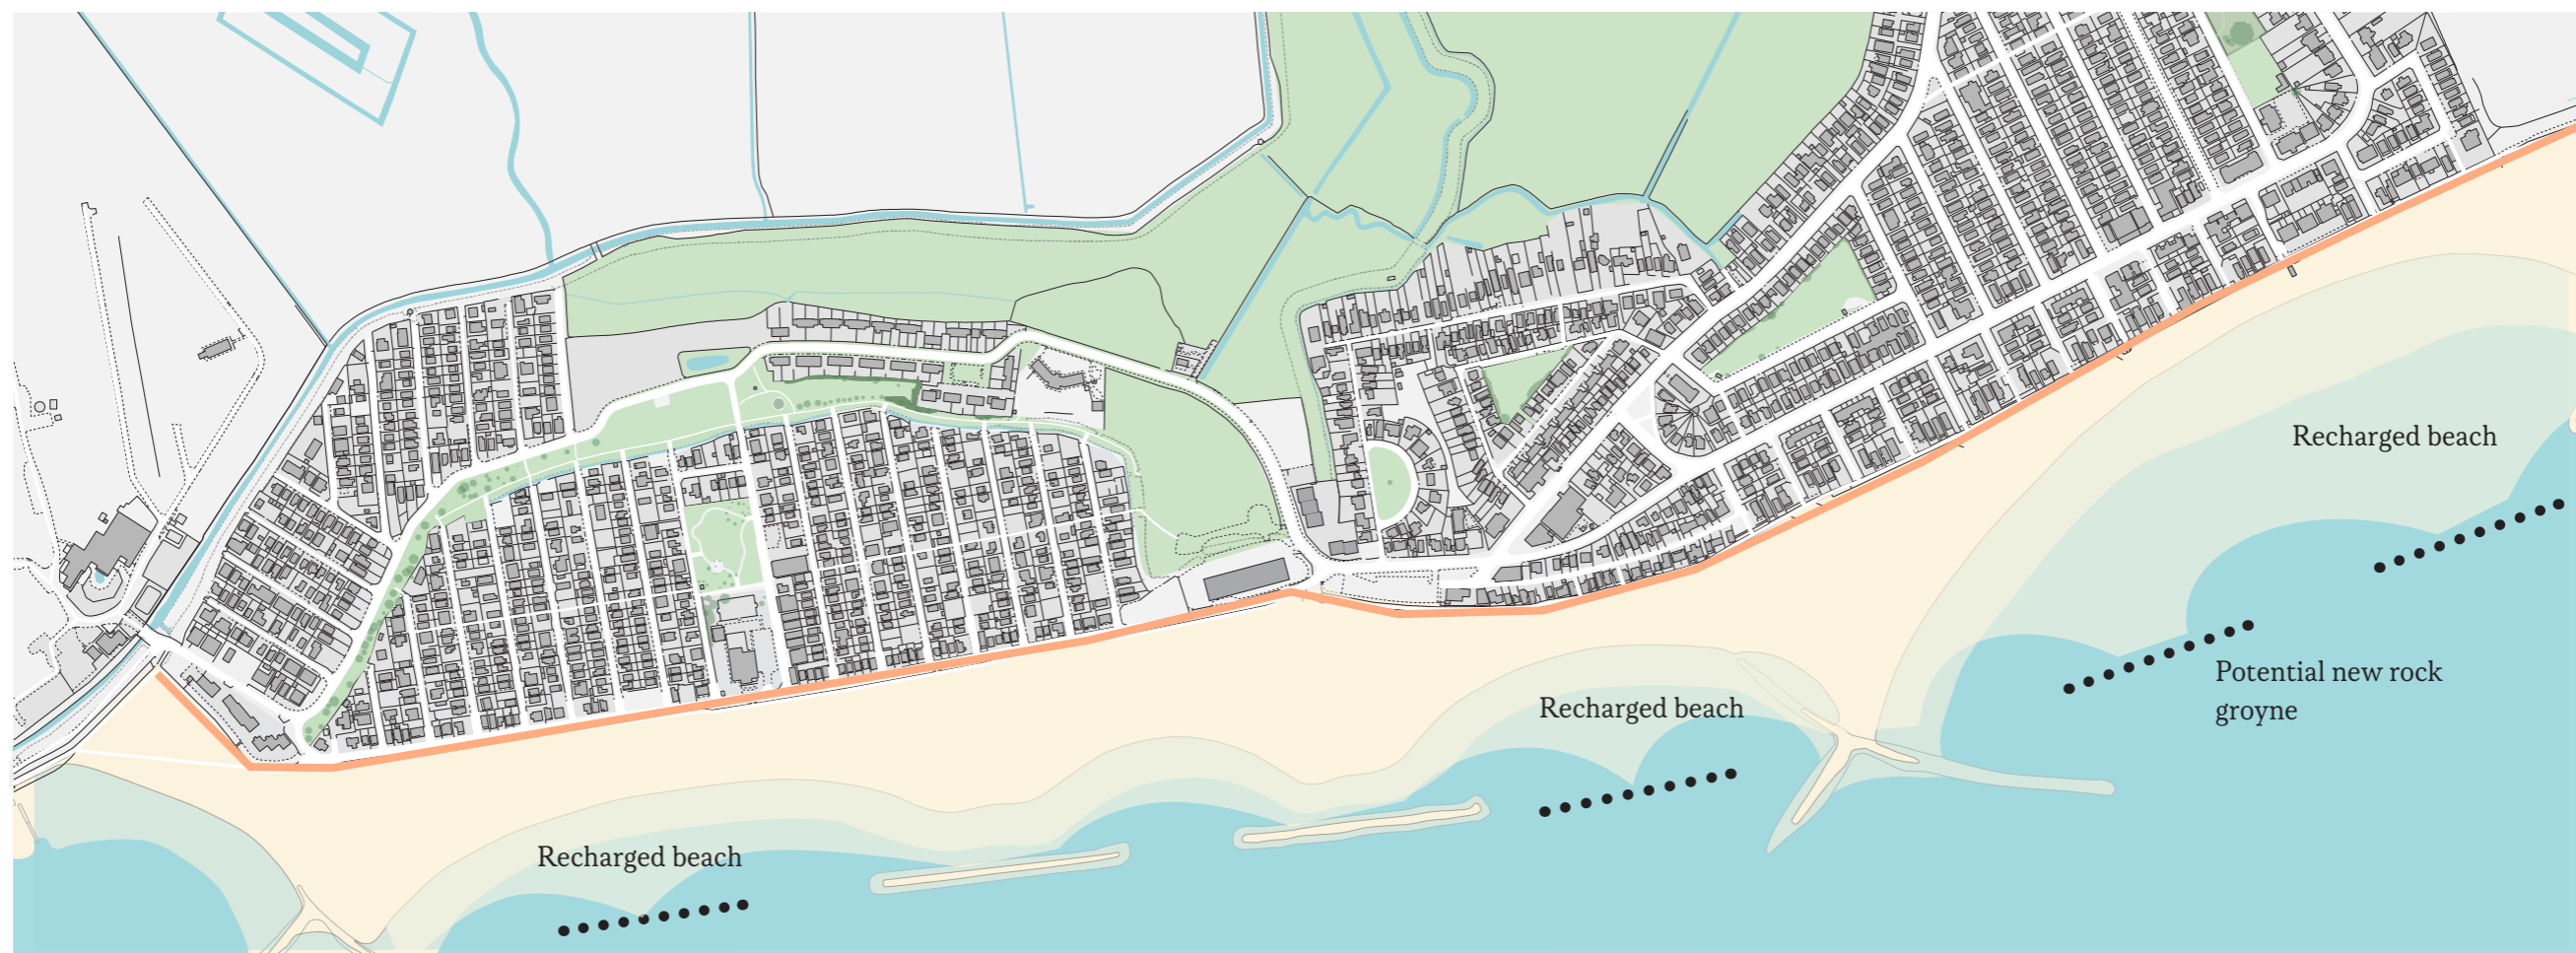 Recharged beach
Recharged beach
Potential new rock
groyne
Recharged beach